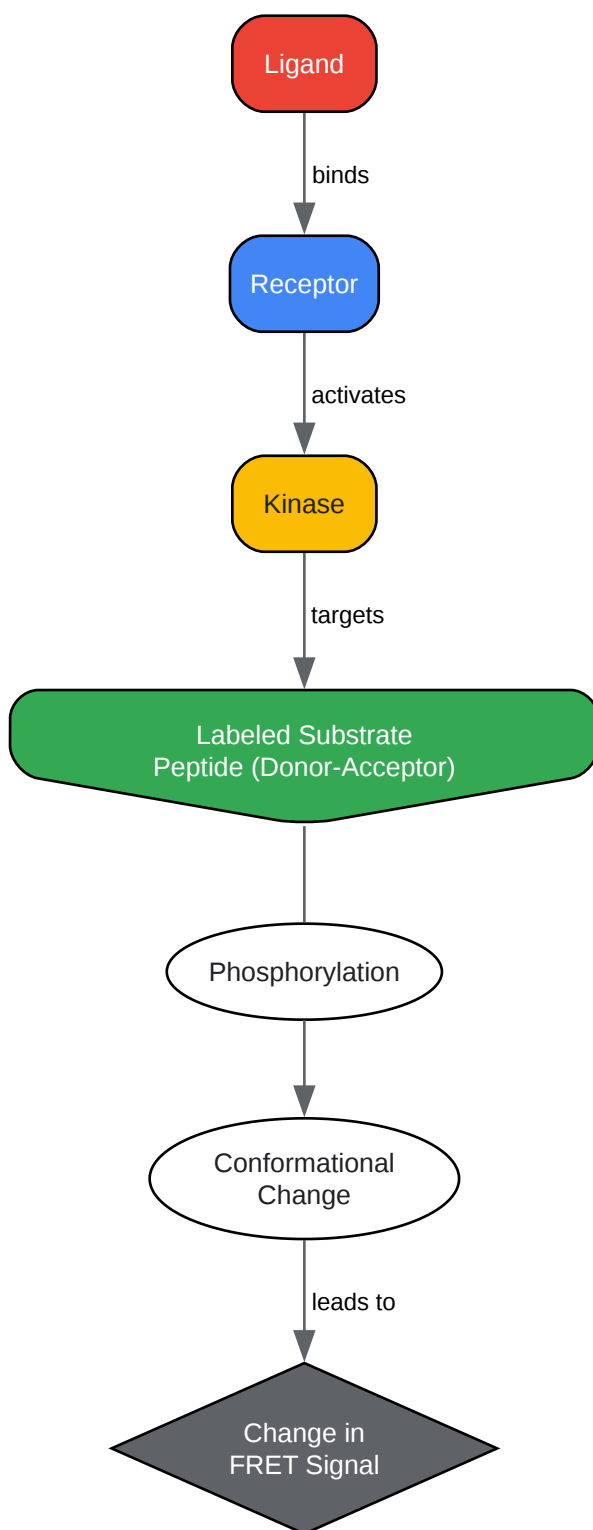 Ligand
binds
Receptor
activates
Kinase
targets
Labeled Substrate
Peptide (Donor-Acceptor)
Phosphorylation
Conformational
Change
leads to
Change in
FRET Signal